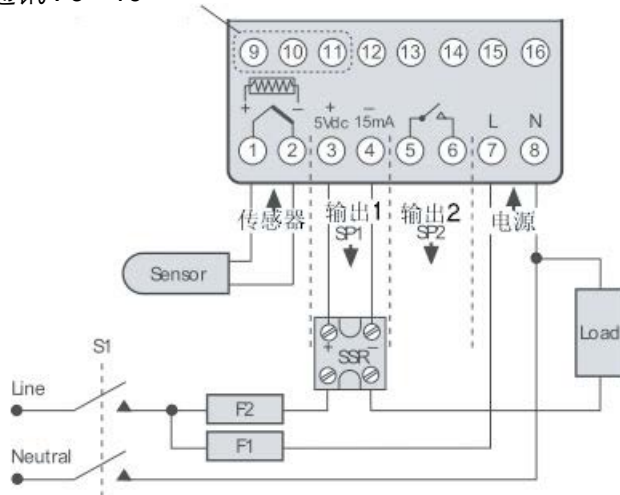 9 10 11 12 13 14 15 16
+ − + − L N
5Vdc 15mA
1 2 3 4 5 6 7 8
传感器 输出1 输出2 电源
SP1 SP2
Sensor
Load
+ −
SSR
S1
Line
F2
F1
Neutral